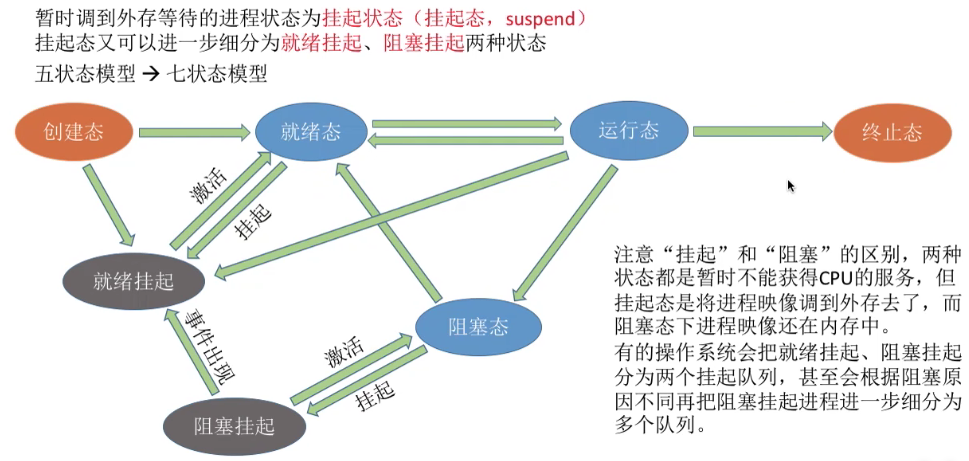 暂时调到外存等待的进程状态为挂起状态（挂起态，suspend）
挂起态又可以进一步细分为就绪挂起、阻塞挂起两种状态
五状态模型 → 七状态模型
创建态
就绪态
运行态
终止态
激活
挂起
就绪挂起
事件出现
阻塞态
激活
挂起
阻塞挂起
注意“挂起”和“阻塞”的区别，两种
状态都是暂时不能获得CPU的服务，但
挂起态是将进程映像调到外存去了，而
阻塞态下进程映像还在内存中。
有的操作系统会把就绪挂起、阻塞挂起
分为两个挂起队列，甚至会根据阻塞原
因不同再把阻塞挂起进程进一步细分为
多个队列。